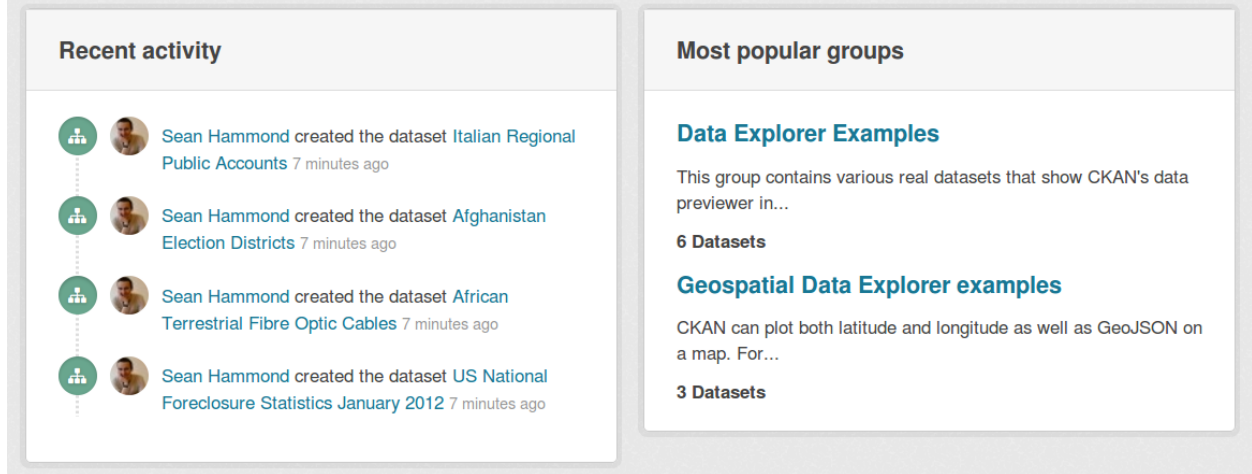 Recent activity
Sean Hammond created the dataset Italian Regional
Public Accounts 7 minutes ago
Sean Hammond created the dataset Afghanistan
Election Districts 7 minutes ago
Sean Hammond created the dataset African
Terrestrial Fibre Optic Cables 7 minutes ago
Sean Hammond created the dataset US National
Foreclosure Statistics January 2012 7 minutes ago
Most popular groups
Data Explorer Examples
This group contains various real datasets that show CKAN's data
previewer in...
6 Datasets
Geospatial Data Explorer examples
CKAN can plot both latitude and longitude as well as GeoJSON on
a map. For...
3 Datasets